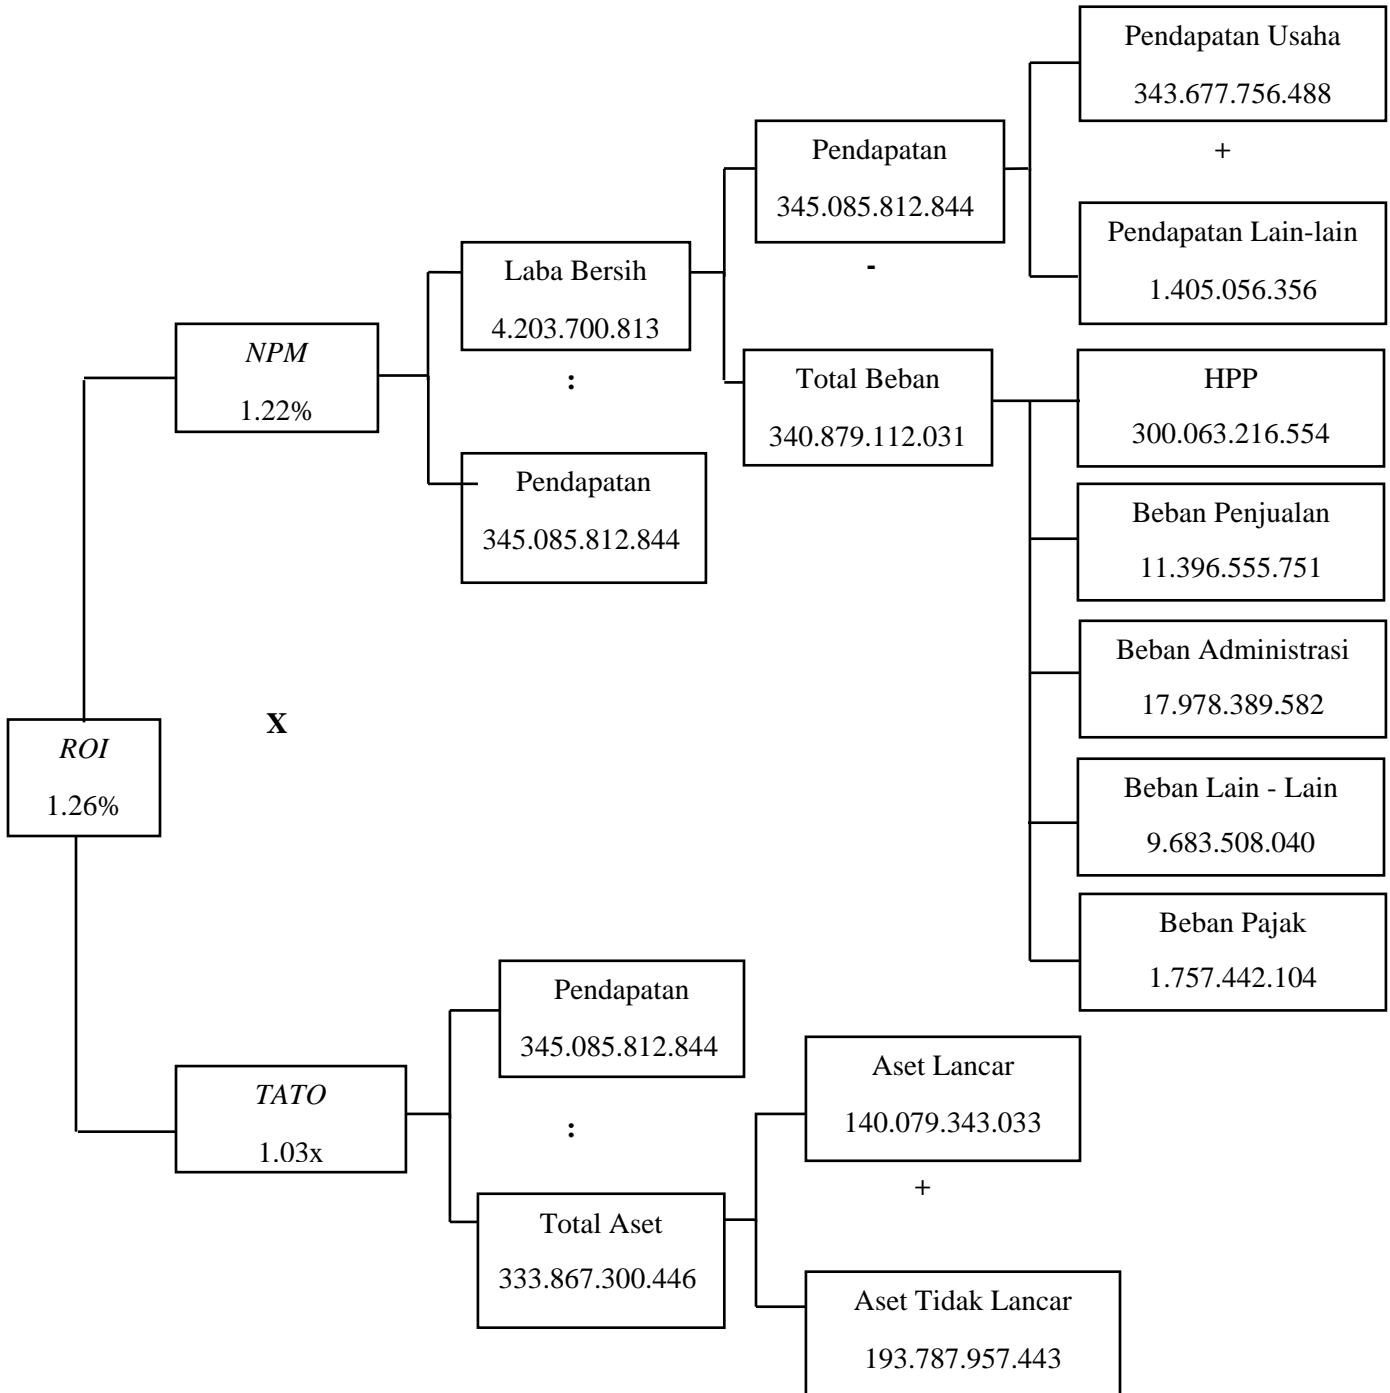 Pendapatan Usaha
343.677.756.488
+
Pendapatan Lain-lain
1.405.056.356
Pendapatan
345.085.812.844
-
Total Beban
340.879.112.031
Laba Bersih
4.203.700.813
:
Pendapatan
345.085.812.844
NPM
1.22%
HPP
300.063.216.554
Beban Penjualan
11.396.555.751
Beban Administrasi
17.978.389.582
Beban Lain - Lain
9.683.508.040
Beban Pajak
1.757.442.104
X
ROI
1.26%
Pendapatan
345.085.812.844
:
Total Aset
333.867.300.446
TATO
1.03x
Aset Lancar
140.079.343.033
+
Aset Tidak Lancar
193.787.957.443